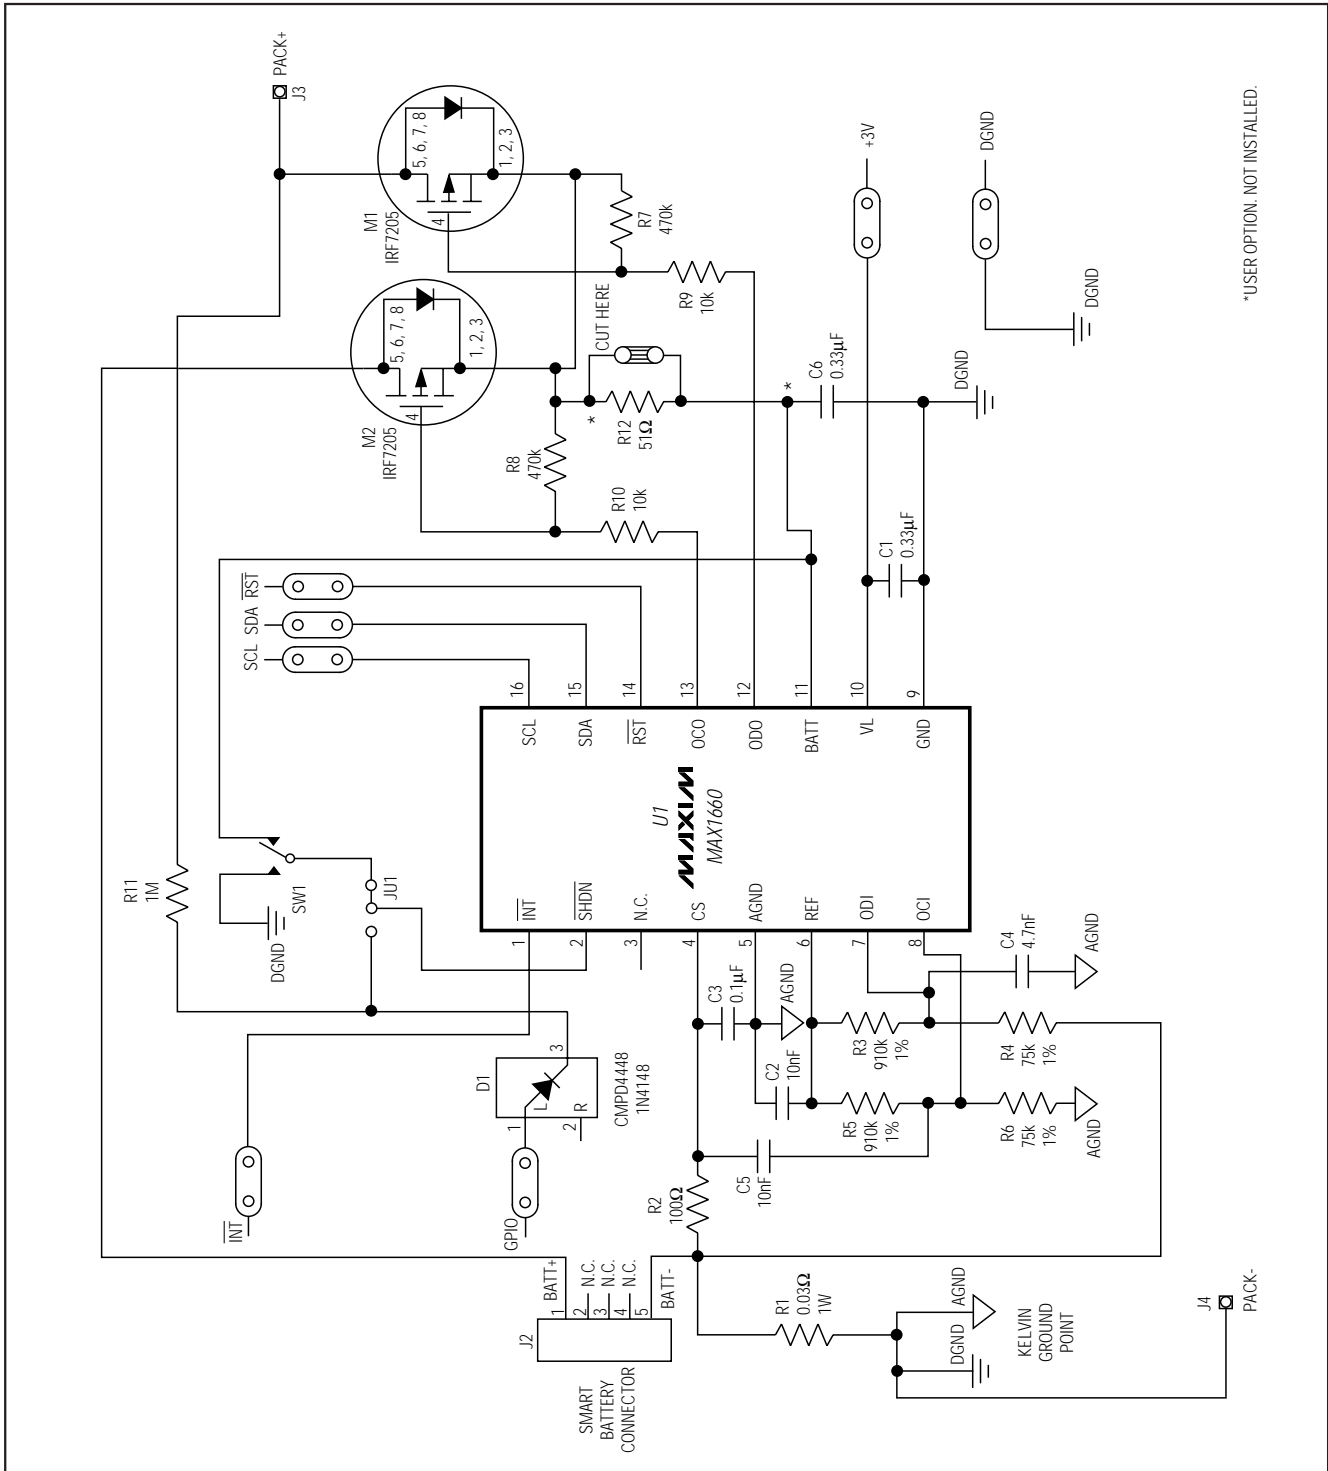 J3
PACK+
M1
IRF7205
5, 6, 7, 8
1, 2, 3
4
M2
IRF7205
5, 6, 7, 8
1, 2, 3
4
R7
470k
R9
10k
CUT HERE
R8
470k
*
R12
51Ω
R10
10k
*
C6
0.33µF
C1
0.33µF
DGND
+3V
DGND
DGND
*USER OPTION. NOT INSTALLED.
R11
1M
SCL
SDA
RST
DGND
SW1
JU1
16
15
14
13
12
11
10
9
SCL
SDA
RST
OCO
ODO
BATT
VL
GND
U1
MAXIM
MAX1660
INT
SHDN
N.C.
CS
AGND
REF
ODI
OCI
1
2
3
4
5
6
7
8
C3
0.1µF
AGND
C2
10nF
R3
910k
1%
R5
910k
1%
C4
4.7nF
AGND
R4
75k
1%
R6
75k
1%
AGND
D1
3
L
R
1
2
CMPD4448
1N4148
INT
GPIO
C5
10nF
R2
100Ω
J2
BATT+
1
2
3
4
5
N.C.
N.C.
N.C.
BATT-
SMART
BATTERY
CONNECTOR
R1
0.03Ω
1W
DGND
AGND
KELVIN
GROUND
POINT
J4
PACK-